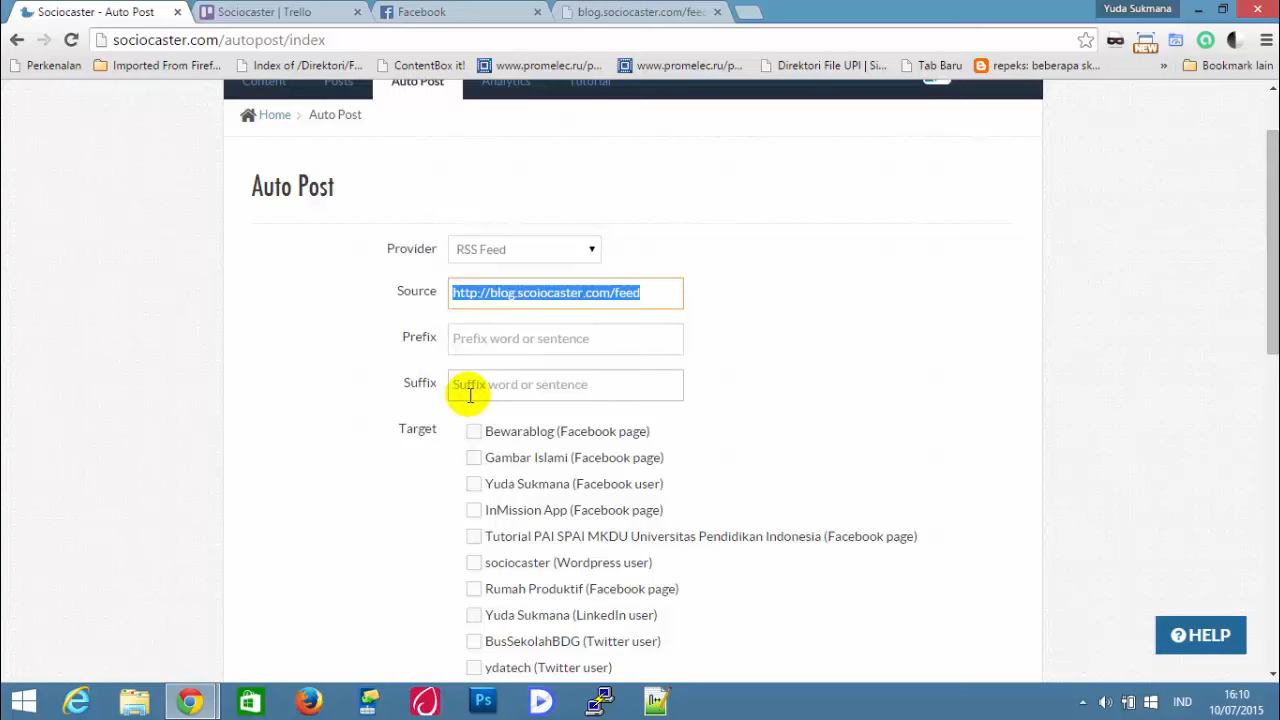 Sociocaster - Auto Post
Sociocaster | Trello
Facebook
blog.sociocaster.com/fee
Yuda Sukmana
sociocaster.com/autopost/index
Perkenalan
Imported From Firef...
Index of /Direktori/F...
ContentBox it!
www.promelec.ru/p...
www.promelec.ru/p...
Direktori File UPI | Si...
Tab Baru
repeks: beberapa sk...
»
Bookmark lain
NEW
Content
Posts
Auto Post
Analytics
Tutorial
Home
Auto Post
Auto Post
Provider
RSS Feed
Source
http://blog.scoiocaster.com/feed
Prefix
Prefix word or sentence
Suffix
Suffix word or sentence
Target
Bewarablog (Facebook page)
Gambar Islami (Facebook page)
Yuda Sukmana (Facebook user)
InMission App (Facebook page)
Tutorial PAI SPAI MKDU Universitas Pendidikan Indonesia (Facebook page)
sociocaster (Wordpress user)
Rumah Produktif (Facebook page)
Yuda Sukmana (LinkedIn user)
BusSekolahBDG (Twitter user)
ydatech (Twitter user)
HELP
Ps
IND
16:10
10/07/2015